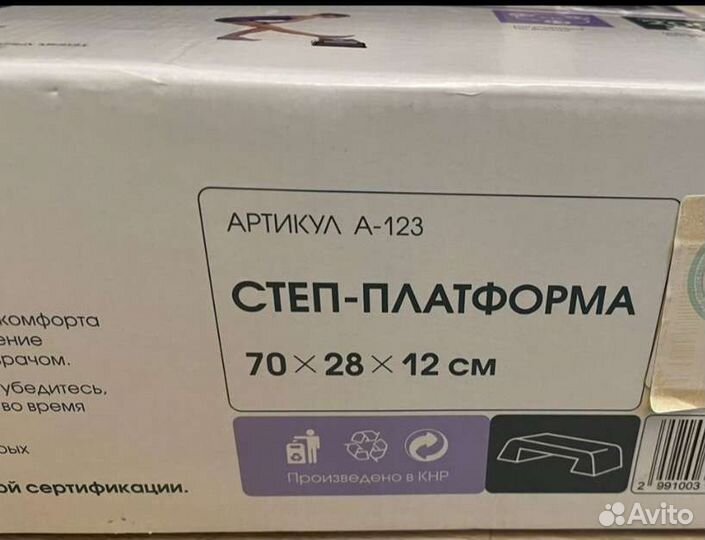 АРТИКУЛ А-123
СТЕП-ПЛАТФОРМА
70 × 28 × 12 см
комфорта
ение
врачом.
убедитесь,
во время
рых
ой сертификации.
Произведено в КНР
2 991003
Avito